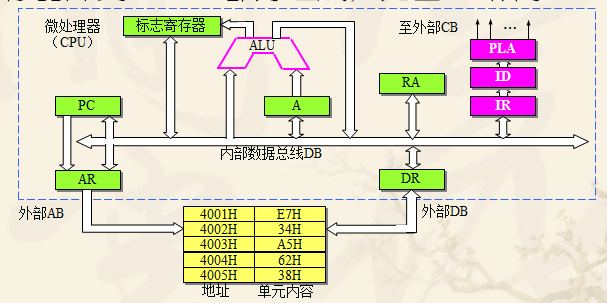 微处理器
(CPU)
标志寄存器
ALU
至外部CB
…
PLA
ID
IR
PC
A
RA
内部数据总线DB
AR
DR
外部AB
外部DB
4001H E7H
4002H 34H
4003H A5H
4004H 62H
4005H 38H
地址 单元内容